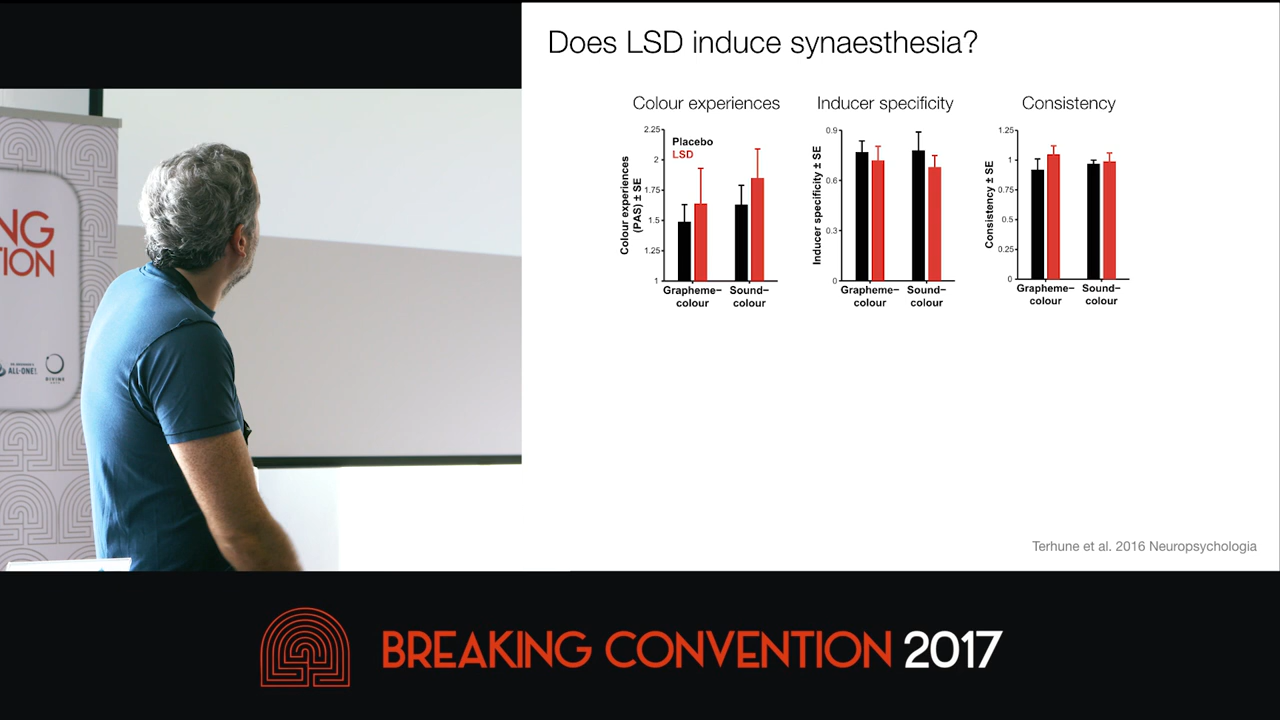 Does LSD induce synaesthesia?
Colour experiences
Inducer specificity
Consistency
2.25
2
1.75
1.5
1.25
1
Colour experiences
(PAS) ± SE
Placebo
LSD
Grapheme–
colour
Sound–
colour
0.9
0.6
0.3
0
Inducer specificity ± SE
Grapheme–
colour
Sound–
colour
1.25
1
0.75
0.5
0.25
0
Consistency ± SE
Grapheme–
colour
Sound–
colour
Terhune et al. 2016 Neuropsychologia
NG
TION
ALL-ONE!
DIVINE
BREAKING CONVENTION 2017